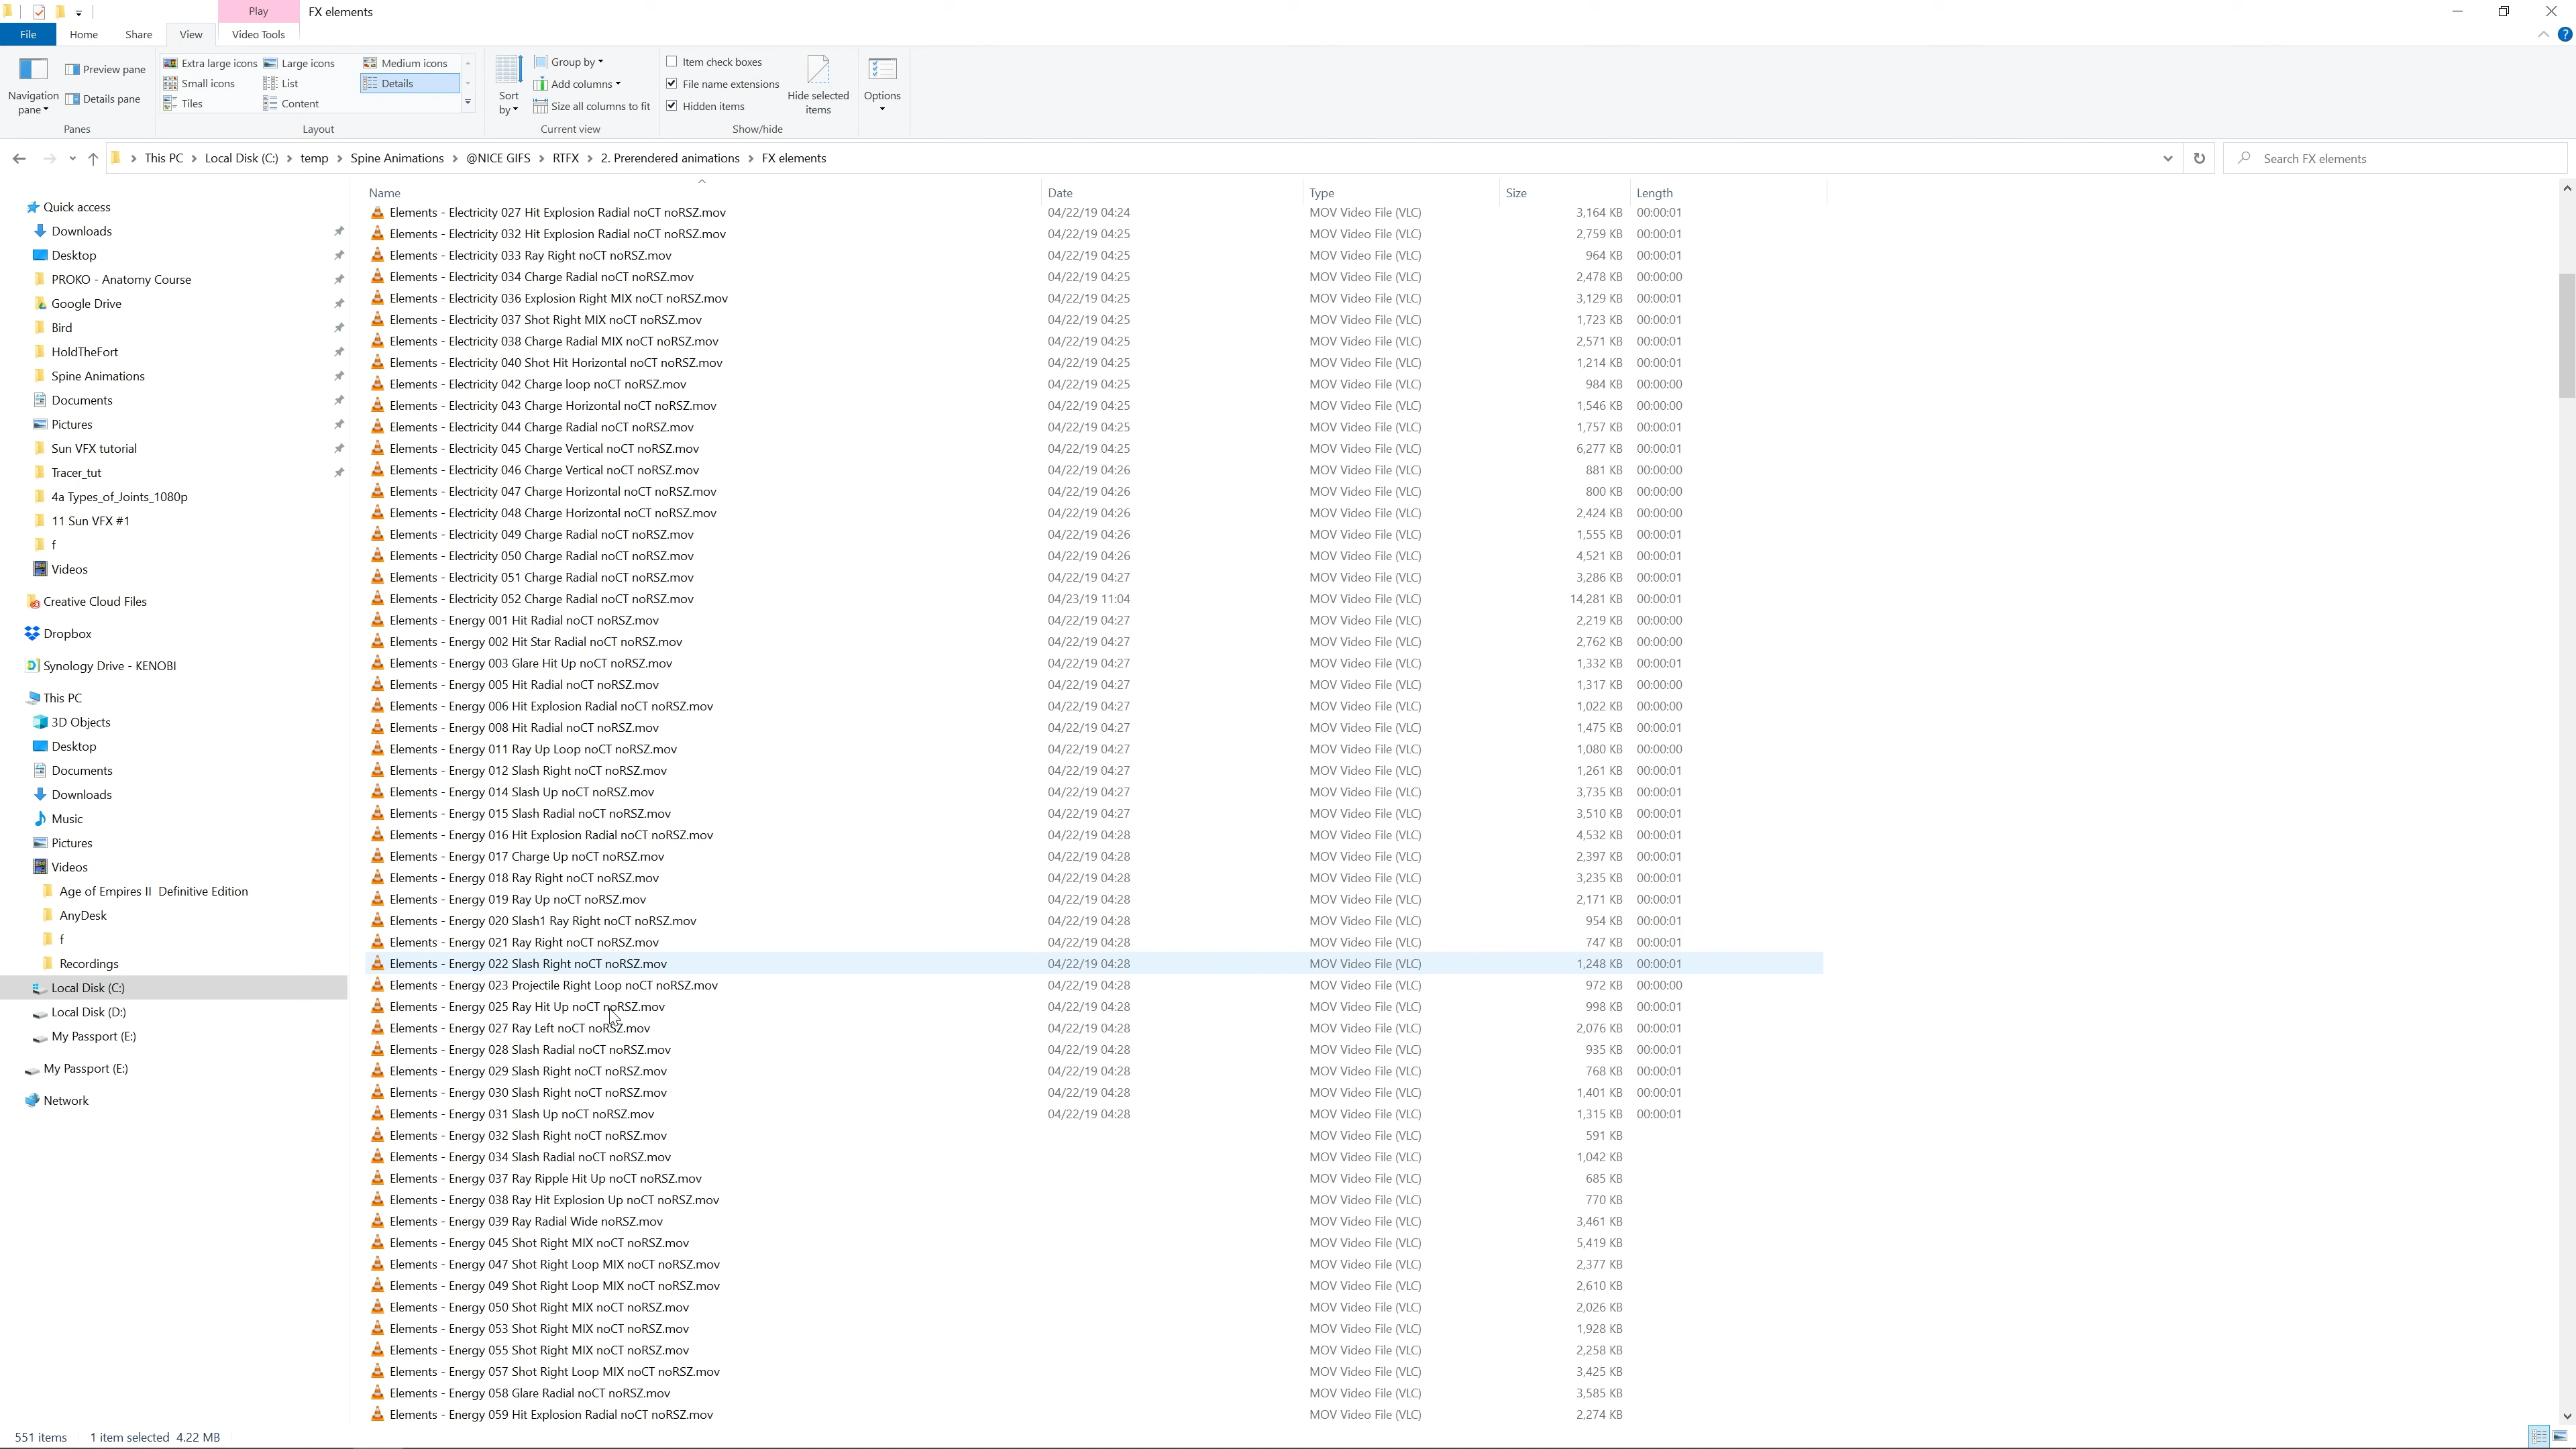 Play FX elements
File Home Share View Video Tools
Navigation pane Preview pane Details pane
Extra large icons Large icons Medium icons
Small icons List Details
Tiles Content
Sort by Group by Add columns Size all columns to fit
Item check boxes File name extensions Hidden items Hide selected items Options
Panes Layout Current view Show/hide
This PC Local Disk (C:) temp Spine Animations @NICE GIFS RTFX 2. Prerendered animations FX elements Search FX elements
Quick access
Downloads
Desktop
PROKO - Anatomy Course
Google Drive
Bird
HoldTheFort
Spine Animations
Documents
Pictures
Sun VFX tutorial
Tracer_tut
4a Types_of_Joints_1080p
11 Sun VFX #1
f
Videos
Creative Cloud Files
Dropbox
Synology Drive - KENOBI
This PC
3D Objects
Desktop
Documents
Downloads
Music
Pictures
Videos
Age of Empires II Definitive Edition
AnyDesk
f
Recordings
Local Disk (C:)
Local Disk (D:)
My Passport (E:)
My Passport (E:)
Network
Name Date Type Size Length
Elements - Electricity 027 Hit Explosion Radial noCT noRSZ.mov 04/22/19 04:24 MOV Video File (VLC) 3,164 KB 00:00:01
Elements - Electricity 032 Hit Explosion Radial noCT noRSZ.mov 04/22/19 04:25 MOV Video File (VLC) 2,759 KB 00:00:01
Elements - Electricity 033 Ray Right noCT noRSZ.mov 04/22/19 04:25 MOV Video File (VLC) 964 KB 00:00:01
Elements - Electricity 034 Charge Radial noCT noRSZ.mov 04/22/19 04:25 MOV Video File (VLC) 2,478 KB 00:00:00
Elements - Electricity 036 Explosion Right MIX noCT noRSZ.mov 04/22/19 04:25 MOV Video File (VLC) 3,129 KB 00:00:01
Elements - Electricity 037 Shot Right MIX noCT noRSZ.mov 04/22/19 04:25 MOV Video File (VLC) 1,723 KB 00:00:01
Elements - Electricity 038 Charge Radial MIX noCT noRSZ.mov 04/22/19 04:25 MOV Video File (VLC) 2,571 KB 00:00:01
Elements - Electricity 040 Shot Hit Horizontal noCT noRSZ.mov 04/22/19 04:25 MOV Video File (VLC) 1,214 KB 00:00:01
Elements - Electricity 042 Charge loop noCT noRSZ.mov 04/22/19 04:25 MOV Video File (VLC) 984 KB 00:00:00
Elements - Electricity 043 Charge Horizontal noCT noRSZ.mov 04/22/19 04:25 MOV Video File (VLC) 1,546 KB 00:00:00
Elements - Electricity 044 Charge Radial noCT noRSZ.mov 04/22/19 04:25 MOV Video File (VLC) 1,757 KB 00:00:01
Elements - Electricity 045 Charge Vertical noCT noRSZ.mov 04/22/19 04:25 MOV Video File (VLC) 6,277 KB 00:00:01
Elements - Electricity 046 Charge Vertical noCT noRSZ.mov 04/22/19 04:26 MOV Video File (VLC) 881 KB 00:00:00
Elements - Electricity 047 Charge Horizontal noCT noRSZ.mov 04/22/19 04:26 MOV Video File (VLC) 800 KB 00:00:00
Elements - Electricity 048 Charge Horizontal noCT noRSZ.mov 04/22/19 04:26 MOV Video File (VLC) 2,424 KB 00:00:00
Elements - Electricity 049 Charge Radial noCT noRSZ.mov 04/22/19 04:26 MOV Video File (VLC) 1,555 KB 00:00:01
Elements - Electricity 050 Charge Radial noCT noRSZ.mov 04/22/19 04:26 MOV Video File (VLC) 4,521 KB 00:00:01
Elements - Electricity 051 Charge Radial noCT noRSZ.mov 04/22/19 04:27 MOV Video File (VLC) 3,286 KB 00:00:01
Elements - Electricity 052 Charge Radial noCT noRSZ.mov 04/23/19 11:04 MOV Video File (VLC) 14,281 KB 00:00:01
Elements - Energy 001 Hit Radial noCT noRSZ.mov 04/22/19 04:27 MOV Video File (VLC) 2,219 KB 00:00:00
Elements - Energy 002 Hit Star Radial noCT noRSZ.mov 04/22/19 04:27 MOV Video File (VLC) 2,762 KB 00:00:00
Elements - Energy 003 Glare Hit Up noCT noRSZ.mov 04/22/19 04:27 MOV Video File (VLC) 1,332 KB 00:00:01
Elements - Energy 005 Hit Radial noCT noRSZ.mov 04/22/19 04:27 MOV Video File (VLC) 1,317 KB 00:00:00
Elements - Energy 006 Hit Explosion Radial noCT noRSZ.mov 04/22/19 04:27 MOV Video File (VLC) 1,022 KB 00:00:00
Elements - Energy 008 Hit Radial noCT noRSZ.mov 04/22/19 04:27 MOV Video File (VLC) 1,475 KB 00:00:01
Elements - Energy 011 Ray Up Loop noCT noRSZ.mov 04/22/19 04:27 MOV Video File (VLC) 1,080 KB 00:00:00
Elements - Energy 012 Slash Right noCT noRSZ.mov 04/22/19 04:27 MOV Video File (VLC) 1,261 KB 00:00:01
Elements - Energy 014 Slash Up noCT noRSZ.mov 04/22/19 04:27 MOV Video File (VLC) 3,735 KB 00:00:01
Elements - Energy 015 Slash Radial noCT noRSZ.mov 04/22/19 04:27 MOV Video File (VLC) 3,510 KB 00:00:01
Elements - Energy 016 Hit Explosion Radial noCT noRSZ.mov 04/22/19 04:28 MOV Video File (VLC) 4,532 KB 00:00:01
Elements - Energy 017 Charge Up noCT noRSZ.mov 04/22/19 04:28 MOV Video File (VLC) 2,397 KB 00:00:01
Elements - Energy 018 Ray Right noCT noRSZ.mov 04/22/19 04:28 MOV Video File (VLC) 3,235 KB 00:00:01
Elements - Energy 019 Ray Up noCT noRSZ.mov 04/22/19 04:28 MOV Video File (VLC) 2,171 KB 00:00:01
Elements - Energy 020 Slash1 Ray Right noCT noRSZ.mov 04/22/19 04:28 MOV Video File (VLC) 954 KB 00:00:01
Elements - Energy 021 Ray Right noCT noRSZ.mov 04/22/19 04:28 MOV Video File (VLC) 747 KB 00:00:01
Elements - Energy 022 Slash Right noCT noRSZ.mov 04/22/19 04:28 MOV Video File (VLC) 1,248 KB 00:00:01
Elements - Energy 023 Projectile Right Loop noCT noRSZ.mov 04/22/19 04:28 MOV Video File (VLC) 972 KB 00:00:00
Elements - Energy 025 Ray Hit Up noCT noRSZ.mov 04/22/19 04:28 MOV Video File (VLC) 998 KB 00:00:01
Elements - Energy 027 Ray Left noCT noRSZ.mov 04/22/19 04:28 MOV Video File (VLC) 2,076 KB 00:00:01
Elements - Energy 028 Slash Radial noCT noRSZ.mov 04/22/19 04:28 MOV Video File (VLC) 935 KB 00:00:01
Elements - Energy 029 Slash Right noCT noRSZ.mov 04/22/19 04:28 MOV Video File (VLC) 768 KB 00:00:01
Elements - Energy 030 Slash Right noCT noRSZ.mov 04/22/19 04:28 MOV Video File (VLC) 1,401 KB 00:00:01
Elements - Energy 031 Slash Up noCT noRSZ.mov 04/22/19 04:28 MOV Video File (VLC) 1,315 KB 00:00:01
Elements - Energy 032 Slash Right noCT noRSZ.mov MOV Video File (VLC) 591 KB
Elements - Energy 034 Slash Radial noCT noRSZ.mov MOV Video File (VLC) 1,042 KB
Elements - Energy 037 Ray Ripple Hit Up noCT noRSZ.mov MOV Video File (VLC) 685 KB
Elements - Energy 038 Ray Hit Explosion Up noCT noRSZ.mov MOV Video File (VLC) 770 KB
Elements - Energy 039 Ray Radial Wide noRSZ.mov MOV Video File (VLC) 3,461 KB
Elements - Energy 045 Shot Right MIX noCT noRSZ.mov MOV Video File (VLC) 5,419 KB
Elements - Energy 047 Shot Right Loop MIX noCT noRSZ.mov MOV Video File (VLC) 2,377 KB
Elements - Energy 049 Shot Right Loop MIX noCT noRSZ.mov MOV Video File (VLC) 2,610 KB
Elements - Energy 050 Shot Right MIX noCT noRSZ.mov MOV Video File (VLC) 2,026 KB
Elements - Energy 053 Shot Right MIX noCT noRSZ.mov MOV Video File (VLC) 1,928 KB
Elements - Energy 055 Shot Right MIX noCT noRSZ.mov MOV Video File (VLC) 2,258 KB
Elements - Energy 057 Shot Right Loop MIX noCT noRSZ.mov MOV Video File (VLC) 3,425 KB
Elements - Energy 058 Glare Radial noCT noRSZ.mov MOV Video File (VLC) 3,585 KB
Elements - Energy 059 Hit Explosion Radial noCT noRSZ.mov MOV Video File (VLC) 2,274 KB
551 items 1 item selected 4.22 MB